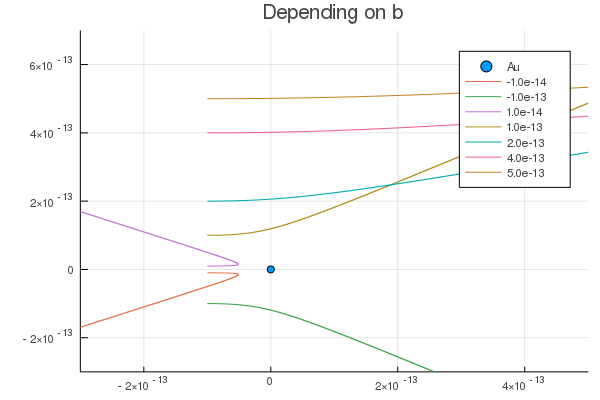 Depending on b
6×10⁻¹³
4×10⁻¹³
2×10⁻¹³
0
- 2×10⁻¹³
- 2×10⁻¹³ 0 2×10⁻¹³ 4×10⁻¹³
Au
-1.0e-14
-1.0e-13
1.0e-14
1.0e-13
2.0e-13
4.0e-13
5.0e-13